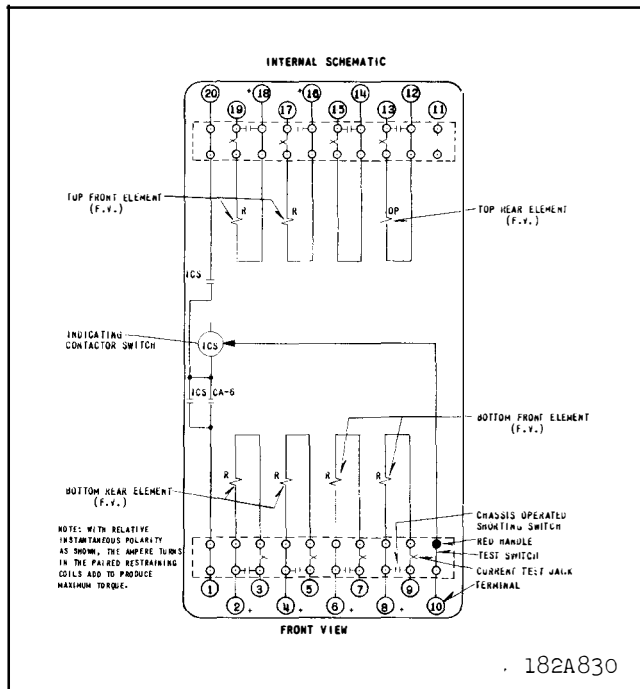 INTERNAL SCHEMATIC
20 + 18 + 16 14 12
19 17 15 13 11
TOP FRONT ELEMENT
(F.V.)
R R OP
TOP REAR ELEMENT
(F.V.)
ICS
INDICATING
CONTACTOR SWITCH
ICS
ICS CA-6
BOTTOM FRONT ELEMENT
(F.V.)
R R R R
BOTTOM REAR ELEMENT
(F.V.)
NOTE: WITH RELATIVE
INSTANTANEOUS POLARITY
AS SHOWN, THE AMPERE TURNS
IN THE PAIRED RESTRAINING
COILS ADD TO PRODUCE
MAXIMUM TORQUE.
CHASSIS OPERATED
SHORTING SWITCH
RED HANDLE
TEST SWITCH
CURRENT TEST JACK
TERMINAL
1 3 5 7 9
2 + 4 + 6 + 8 + 10
FRONT VIEW
182A830